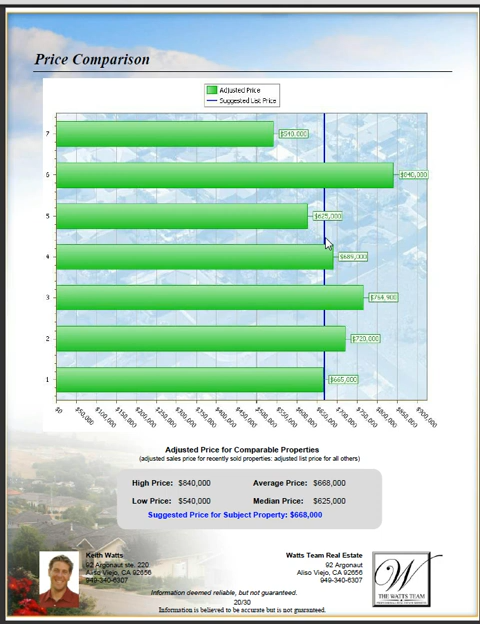 Price Comparison
Adjusted Price
Suggested List Price
7
$540,000
6
$840,000
5
$625,000
4
$689,000
3
$764,900
2
$720,000
1
$665,000
$0
$50,000
$100,000
$150,000
$200,000
$250,000
$300,000
$350,000
$400,000
$450,000
$500,000
$550,000
$600,000
$650,000
$700,000
$750,000
$800,000
$850,000
$900,000
Adjusted Price for Comparable Properties
(adjusted sales price for recently sold properties: adjusted list price for all others)
High Price: $840,000 Average Price: $668,000
Low Price: $540,000 Median Price: $625,000
Suggested Price for Subject Property: $668,000
Keith Watts
92 Argonaut ste. 220
Aliso Viejo, CA 92656
949-340-6307
Watts Team Real Estate
92 Argonaut
Aliso Viejo, CA 92656
949-340-6307
W
THE WATTS TEAM
Information deemed reliable, but not guaranteed.
20/30
Information is believed to be accurate but is not guaranteed.